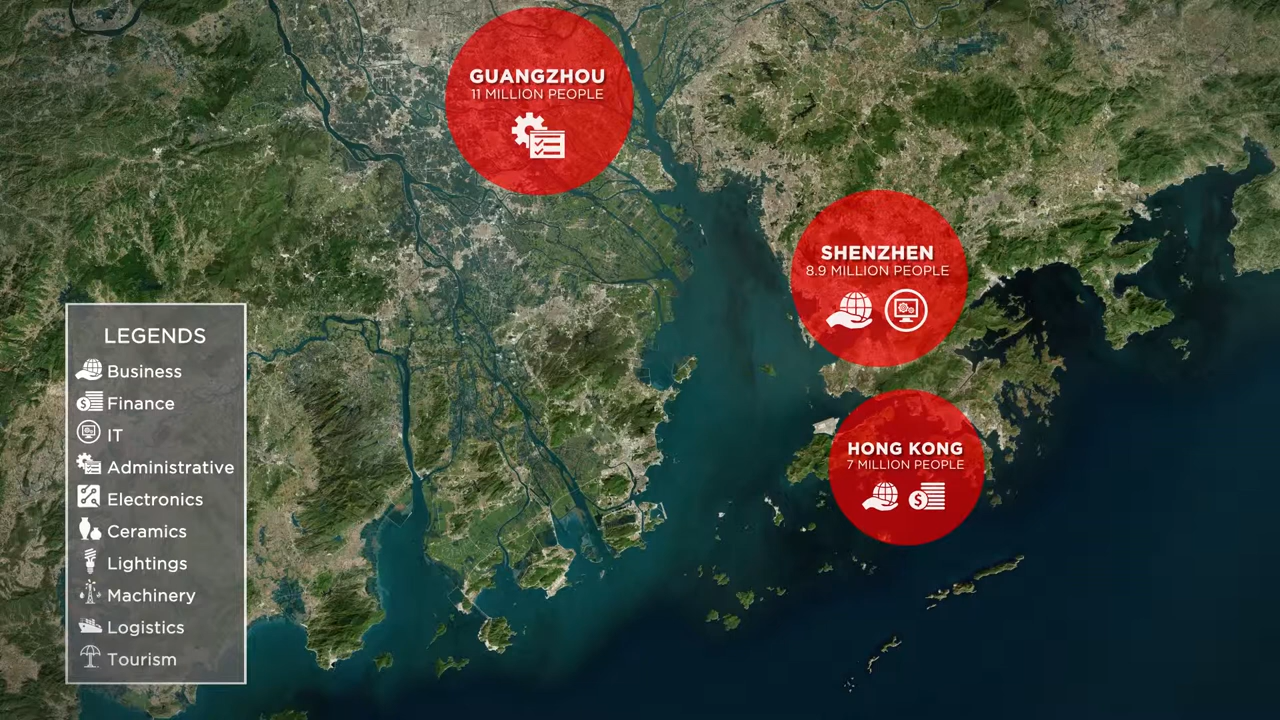 GUANGZHOU
11 MILLION PEOPLE
SHENZHEN
8.9 MILLION PEOPLE
HONG KONG
7 MILLION PEOPLE
LEGENDS
Business
Finance
IT
Administrative
Electronics
Ceramics
Lightings
Machinery
Logistics
Tourism